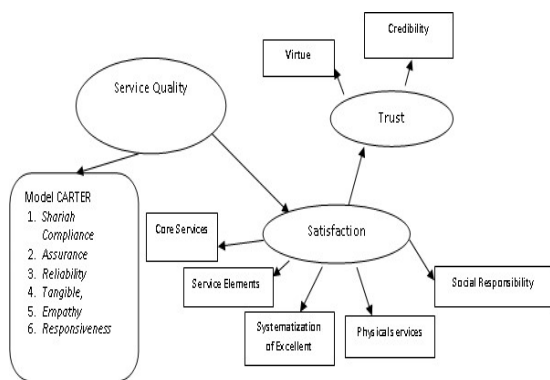 Credibility
Virtue
Service Quality
Trust
Model CARTER
1. Shariah
Compliance
2. Assurance
3. Reliability
4. Tangible,
5. Empathy
6. Responsiveness
Core Services
Satisfaction
Service Elements
Social Responsibility
Systematization
of Excellent
Physical services